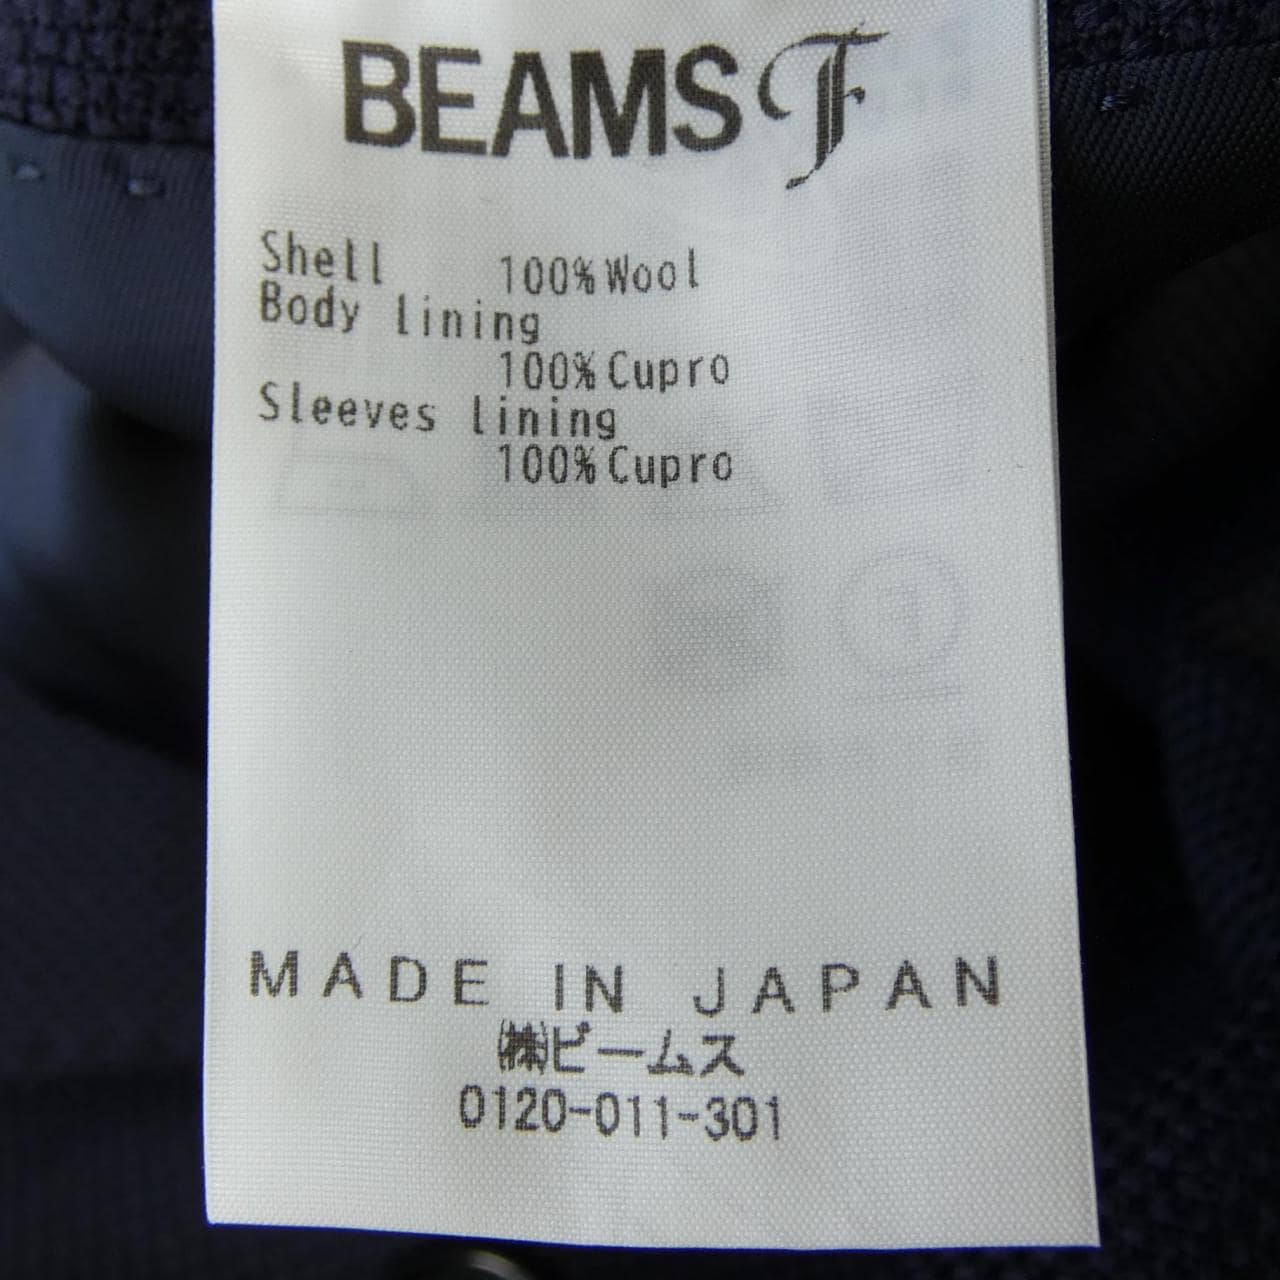 BEAMS F
Shell 100% Wool
Body lining
100% Cupro
Sleeves lining
100% Cupro
MADE IN JAPAN
㈱ビームス
0120-011-301